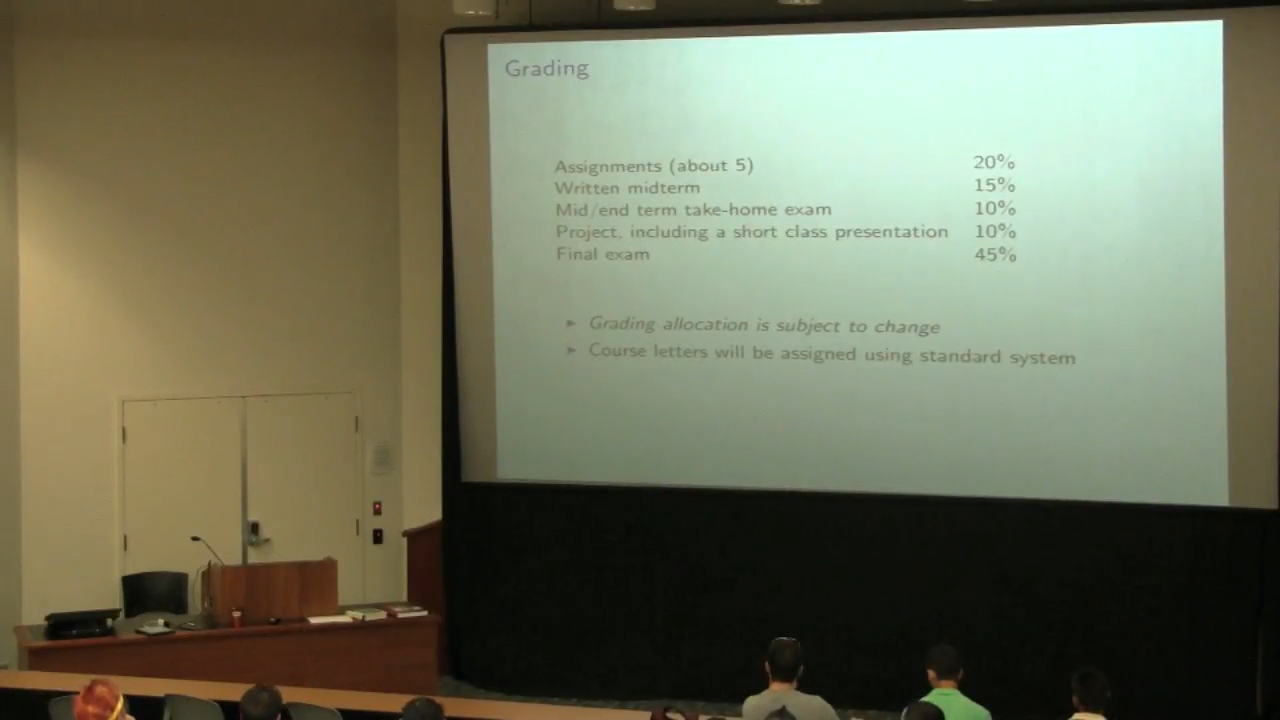 Grading
Assignments (about 5) 20%
Written midterm 15%
Mid/end term take-home exam 10%
Project, including a short class presentation 10%
Final exam 45%
Grading allocation is subject to change
Course letters will be assigned using standard system